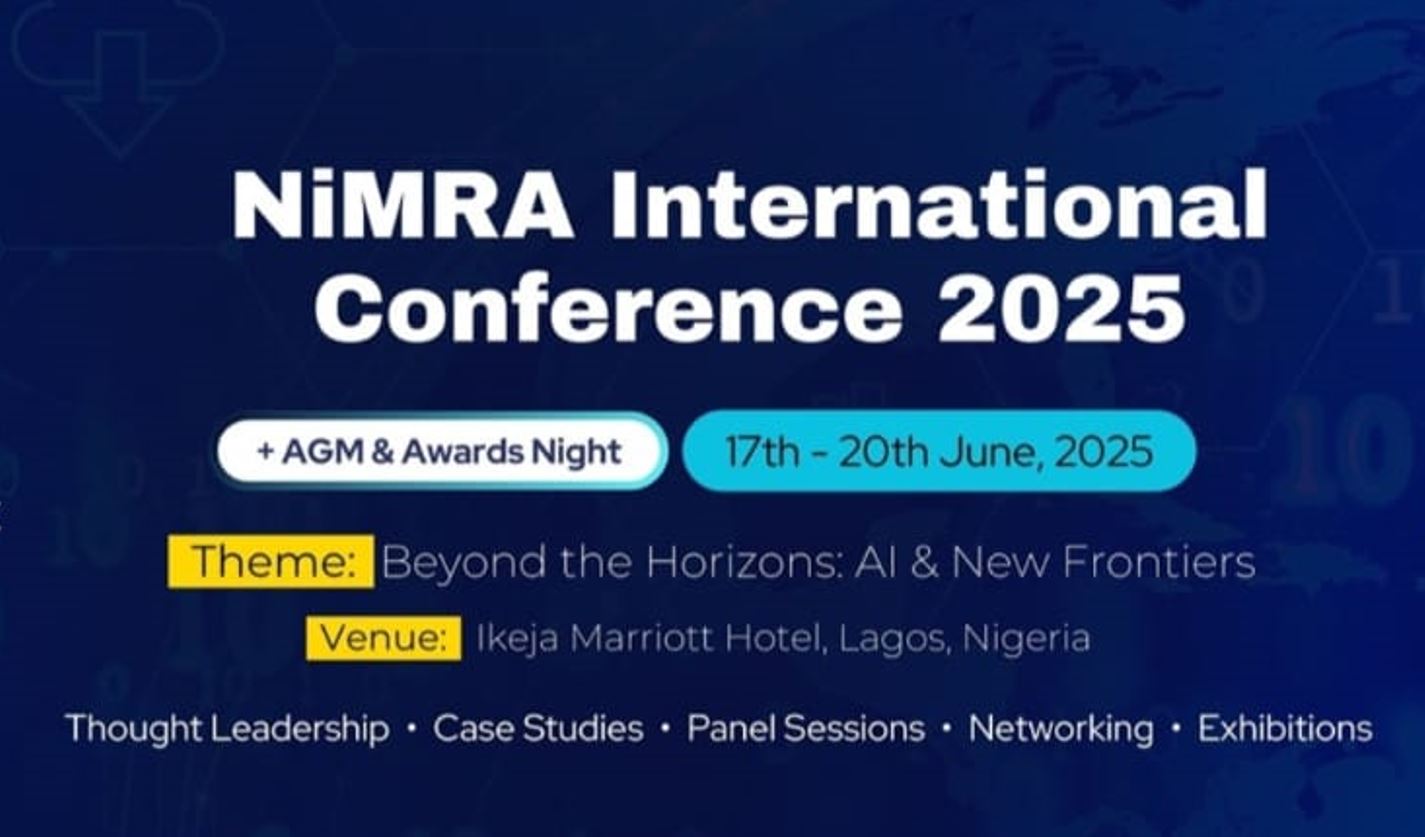 NiMRA International
Conference 2025
+ AGM & Awards Night
17th - 20th June, 2025
Theme: Beyond the Horizons: AI & New Frontiers
Venue: Ikeja Marriott Hotel, Lagos, Nigeria
Thought Leadership • Case Studies • Panel Sessions • Networking • Exhibitions